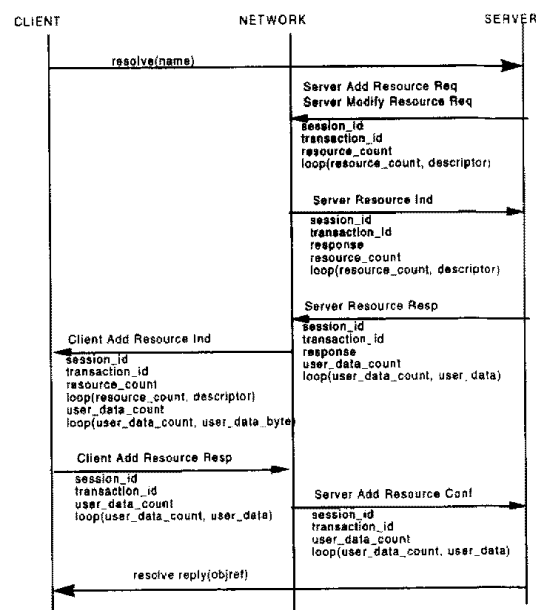 CLIENT NETWORK SERVER
resolve(name)
Server Add Resource Req
Server Modify Resource Req
session_id
transaction_id
resource_count
loop(resource_count, descriptor)
Server Resource Ind
session_id
transaction_id
response
resource_count
loop(resource_count, descriptor)
Server Resource Resp
session_id
transaction_id
response
user_data_count
loop(user_data_count, user_data)
Client Add Resource Ind
session_id
transaction_id
resource_count
loop(resource_count, descriptor)
user_data_count
loop(user_data_count, user_data_byte)
Client Add Resource Resp
session_id
transaction_id
user_data_count
loop(user_data_count, user_data)
Server Add Resource Conf
session_id
transaction_id
user_data_count
loop(user_data_count, user_data)
resolve reply(objref)